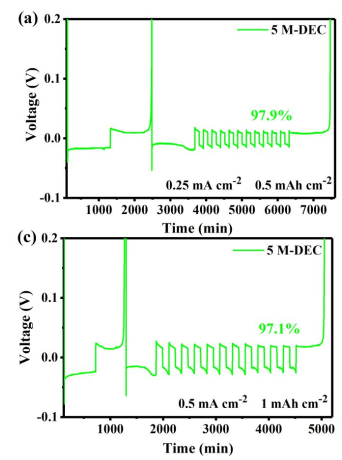 (a)
0.2
0.1
0.0
-0.1
Voltage (V)
5 M-DEC
97.9%
0.25 mA cm⁻² 0.5 mAh cm⁻²
1000 2000 3000 4000 5000 6000 7000
Time (min)
(c)
0.2
0.1
0.0
-0.1
Voltage (V)
5 M-DEC
97.1%
0.5 mA cm⁻² 1 mAh cm⁻²
1000 2000 3000 4000 5000
Time (min)